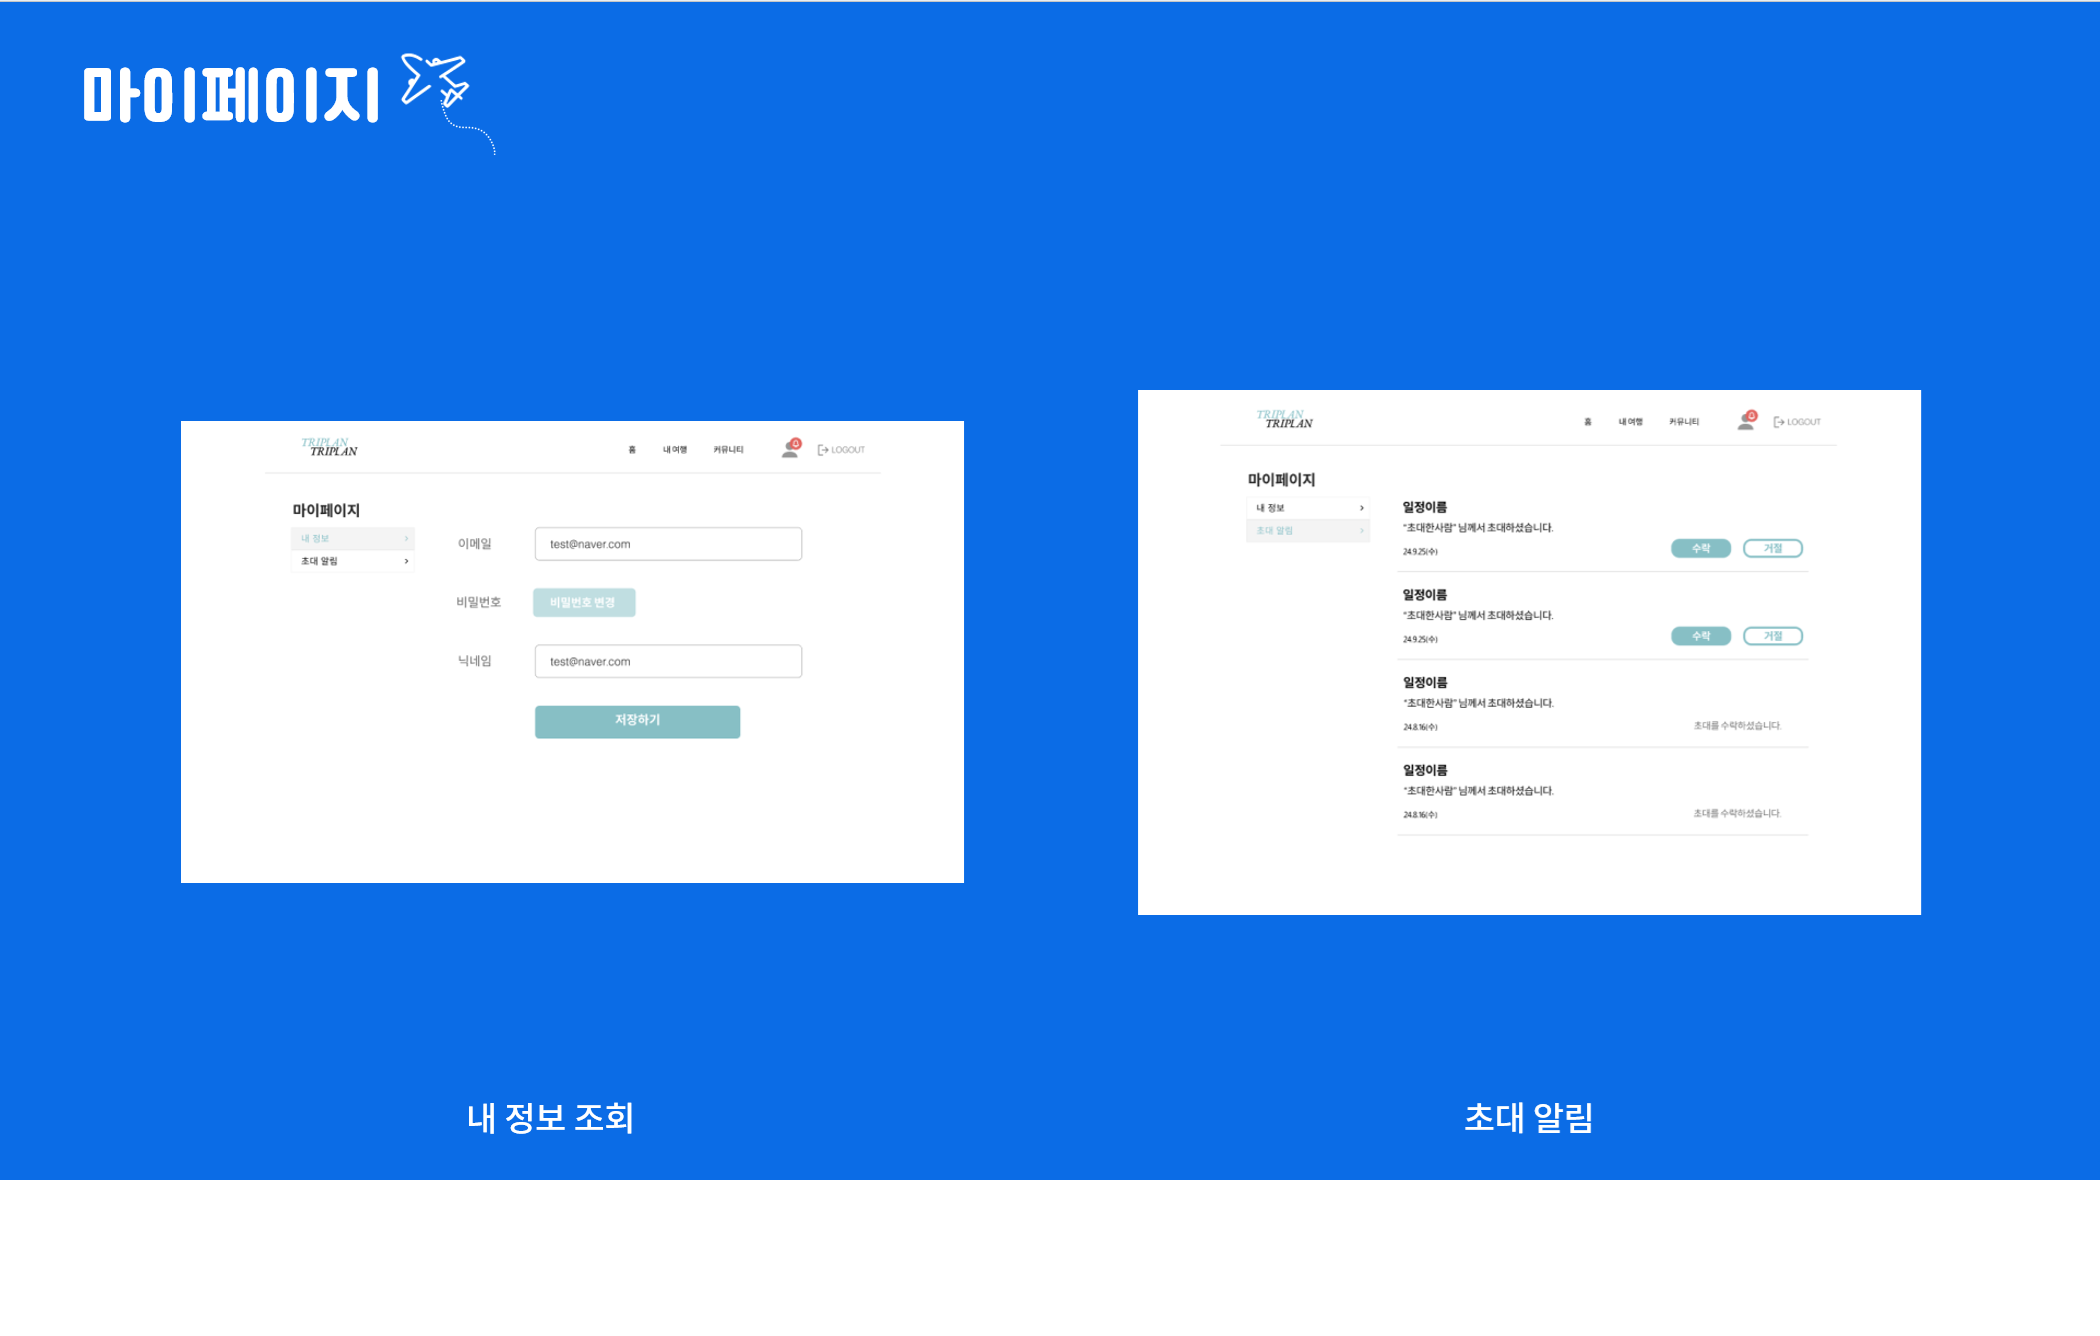 마이페이지
TRIPLAN
TRIPLAN
홈 내 여행 커뮤니티 LOGOUT
마이페이지
내 정보 >
초대 알림 >
이메일 test@naver.com
비밀번호 비밀번호 변경
닉네임 test@naver.com
저장하기
TRIPLAN
TRIPLAN
홈 내 여행 커뮤니티 LOGOUT
마이페이지
내 정보 >
초대 알림 >
일정이름
"초대한사람" 님께서 초대하셨습니다.
24.9.25(수) 수락 거절
일정이름
"초대한사람" 님께서 초대하셨습니다.
24.9.25(수) 수락 거절
일정이름
"초대한사람" 님께서 초대하셨습니다.
24.8.16(수) 초대를 수락하셨습니다.
일정이름
"초대한사람" 님께서 초대하셨습니다.
24.8.16(수) 초대를 수락하셨습니다.
내 정보 조회
초대 알림